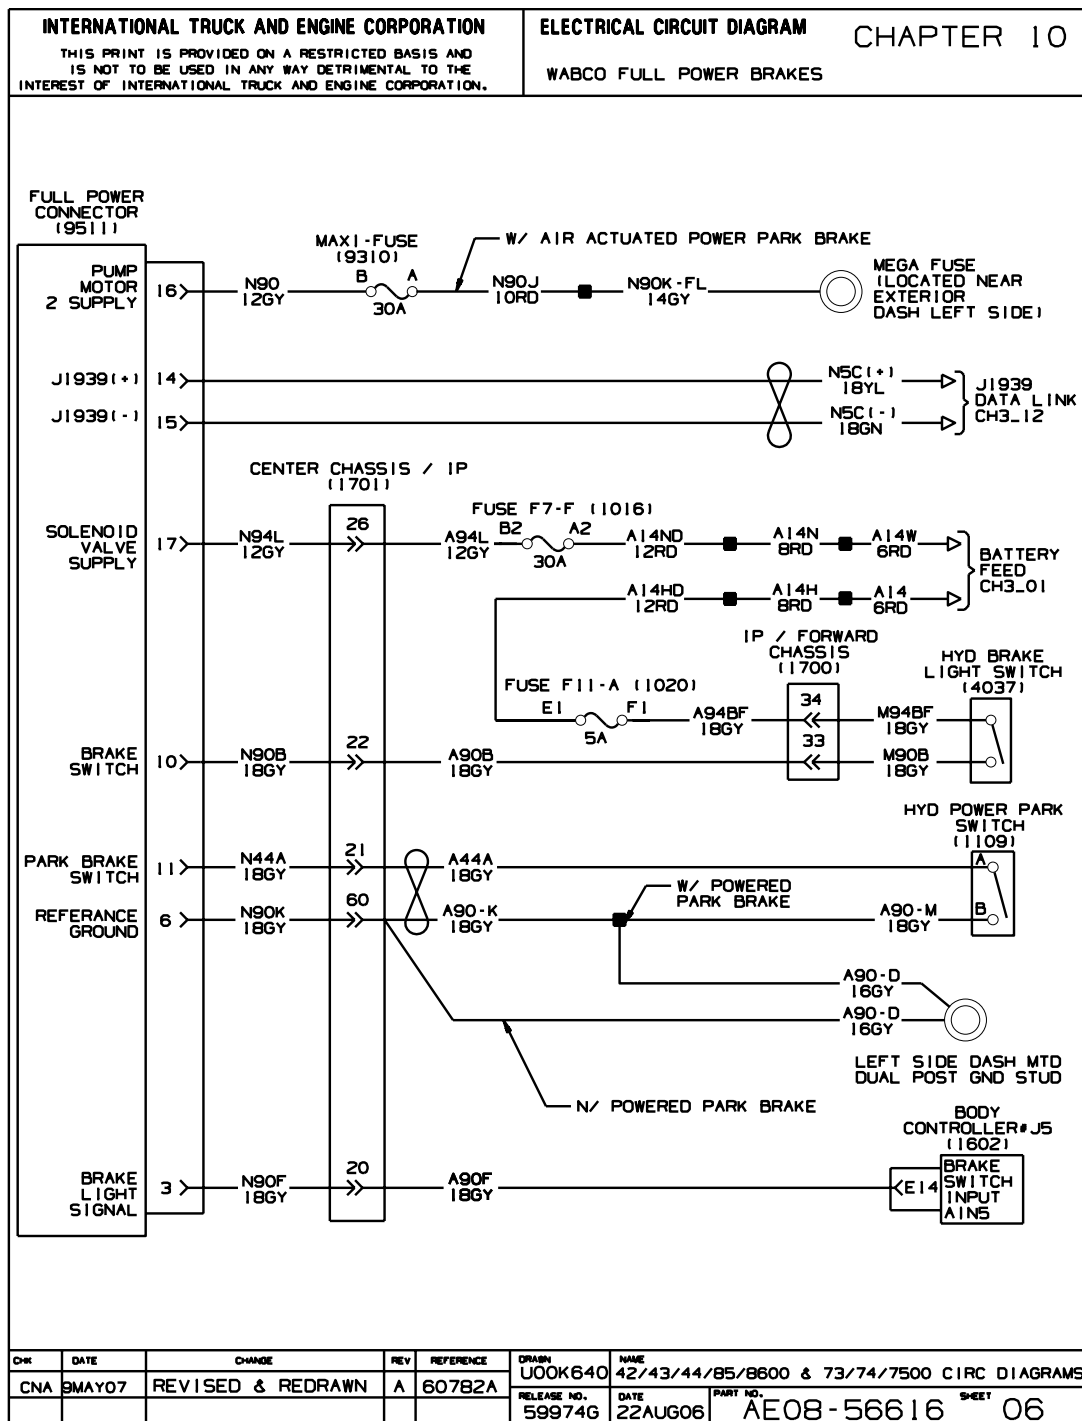 INTERNATIONAL TRUCK AND ENGINE CORPORATION
THIS PRINT IS PROVIDED ON A RESTRICTED BASIS AND
IS NOT TO BE USED IN ANY WAY DETRIMENTAL TO THE
INTEREST OF INTERNATIONAL TRUCK AND ENGINE CORPORATION.
ELECTRICAL CIRCUIT DIAGRAM
CHAPTER 10
WABCO FULL POWER BRAKES
FULL POWER
CONNECTOR
(9511)
PUMP
MOTOR
2 SUPPLY
16
N90
12GY
MAXI-FUSE
(9310)
B A
30A
W/ AIR ACTUATED POWER PARK BRAKE
N90J
10RD
N90K-FL
14GY
MEGA FUSE
(LOCATED NEAR
EXTERIOR
DASH LEFT SIDE)
J1939(+) 14
N5C(+)
18YL
J1939(-) 15
N5C(-)
18GN
J1939
DATA LINK
CH3_12
CENTER CHASSIS / IP
(1701)
SOLENOID
VALVE
SUPPLY
17
N94L
12GY
26
A94L
12GY
FUSE F7-F (1016)
B2 A2
30A
A14ND
12RD
A14N
8RD
A14W
6RD
A14HD
12RD
A14H
8RD
A14
6RD
BATTERY
FEED
CH3_01
IP / FORWARD
CHASSIS
(1700)
HYD BRAKE
LIGHT SWITCH
(4037)
FUSE F11-A (1020)
E1 F1
5A
A94BF
18GY
34
M94BF
18GY
BRAKE
SWITCH
10
N90B
18GY
22
A90B
18GY
33
M90B
18GY
HYD POWER PARK
SWITCH
(1109)
PARK BRAKE
SWITCH
11
N44A
18GY
21
A44A
18GY
A
W/ POWERED
PARK BRAKE
REFERANCE
GROUND
6
N90K
18GY
60
A90-K
18GY
A90-M
18GY
B
A90-D
16GY
A90-D
16GY
LEFT SIDE DASH MTD
DUAL POST GND STUD
N/ POWERED PARK BRAKE
BODY
CONTROLLER#J5
(1602)
BRAKE
LIGHT
SIGNAL
3
N90F
18GY
20
A90F
18GY
E14
BRAKE
SWITCH
INPUT
AIN5
CHK DATE CHANGE REV REFERENCE
CNA 9MAY07 REVISED & REDRAWN A 60782A
DRAWN
U00K640
NAME
42/43/44/85/8600 & 73/74/7500 CIRC DIAGRAMS
RELEASE NO.
59974G
DATE
22AUG06
PART NO.
AE08-56616
SHEET
06